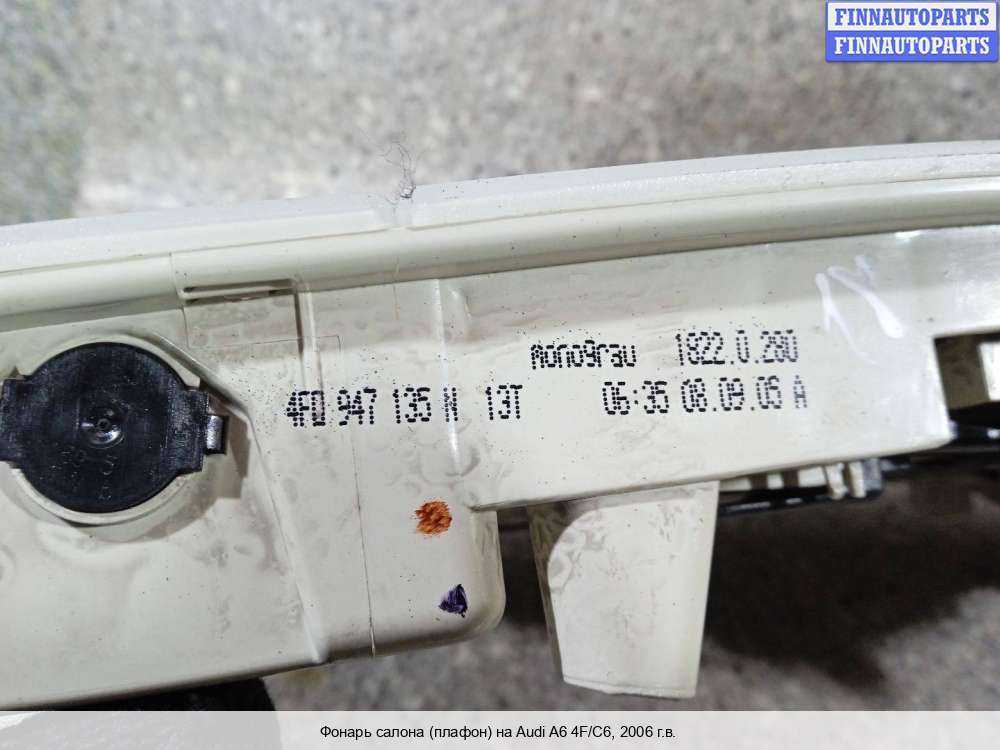 FINNAUTOPARTS
FINNAUTOPARTS
Monograu 1822.0.280
4F0 947 135 N 13T 06:35 08.09.06 A
Фонарь салона (плафон) на Audi A6 4F/C6, 2006 г.в.